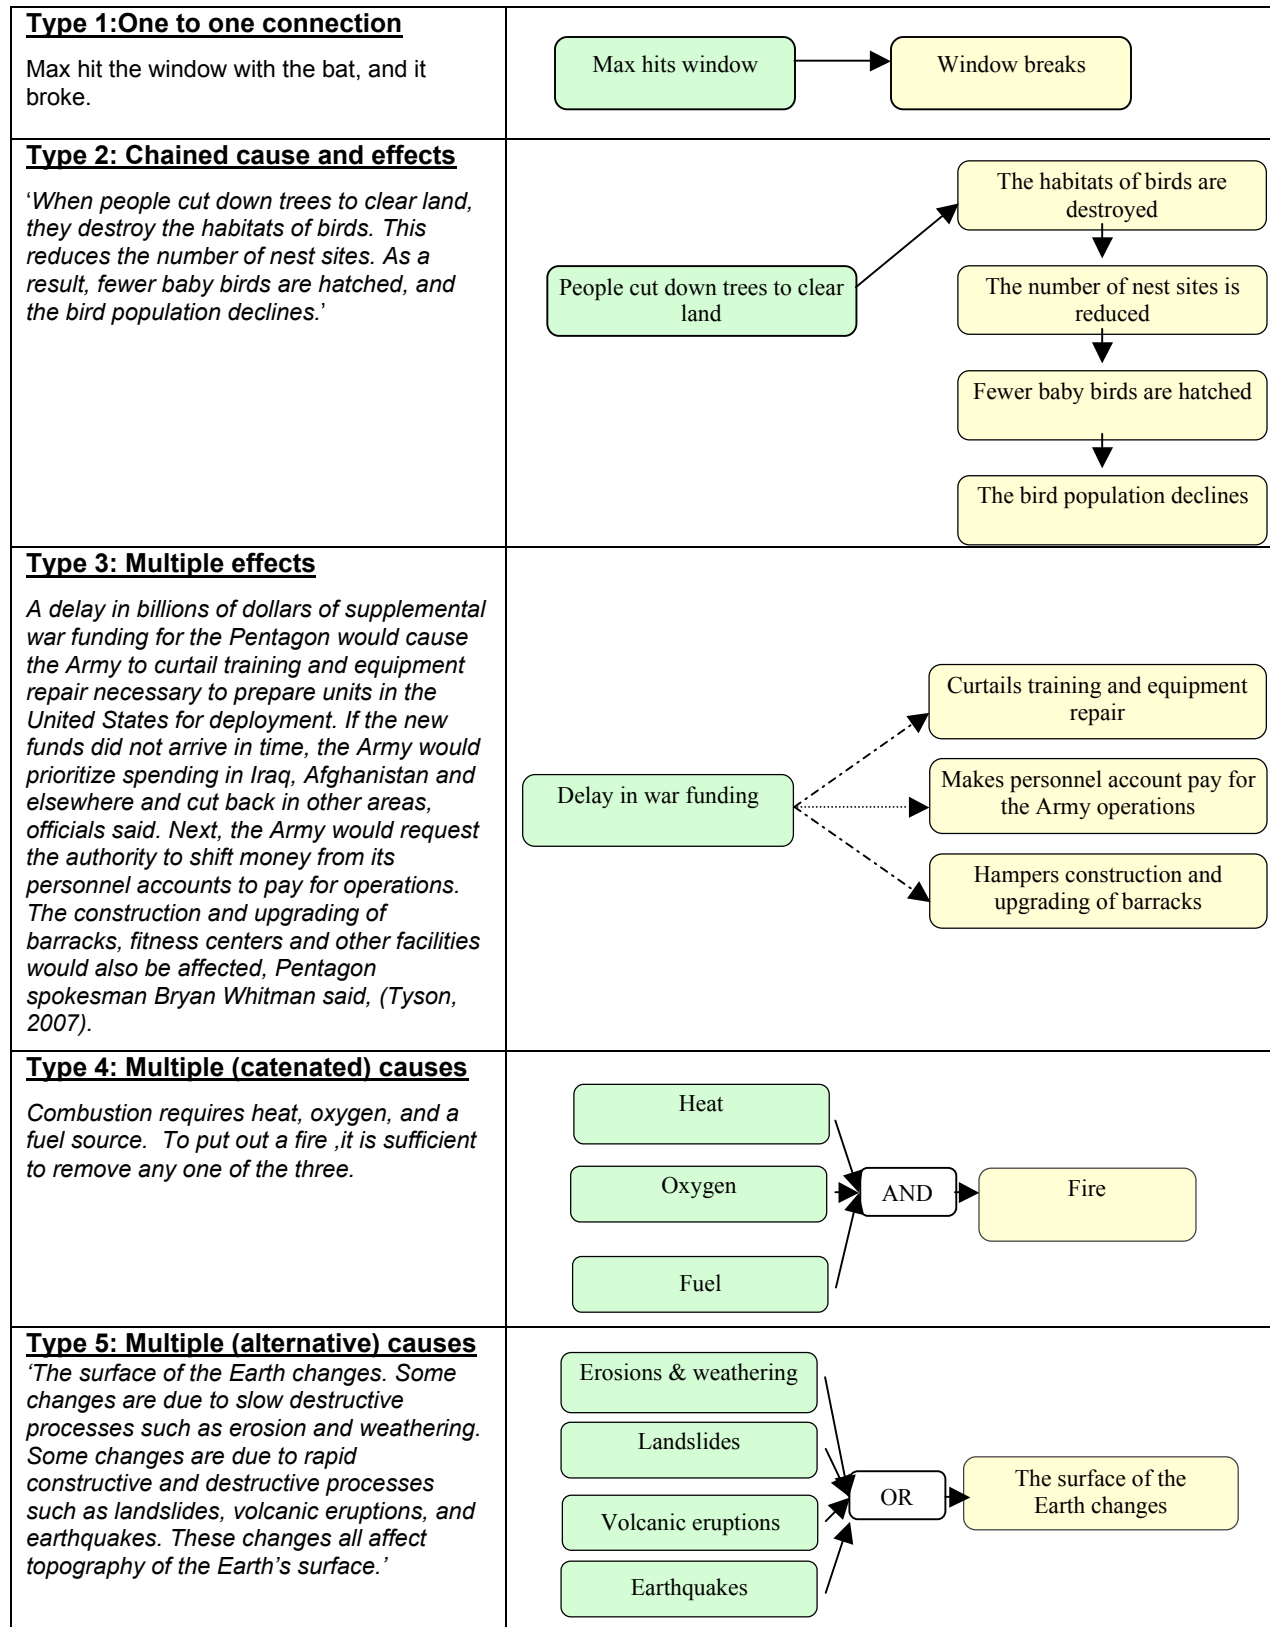 Type 1:One to one connection
Max hit the window with the bat, and it
broke.
Max hits window
Window breaks
Type 2: Chained cause and effects
‘When people cut down trees to clear land,
they destroy the habitats of birds. This
reduces the number of nest sites. As a
result, fewer baby birds are hatched, and
the bird population declines.’
People cut down trees to clear
land
The habitats of birds are
destroyed
The number of nest sites is
reduced
Fewer baby birds are hatched
The bird population declines
Type 3: Multiple effects
A delay in billions of dollars of supplemental
war funding for the Pentagon would cause
the Army to curtail training and equipment
repair necessary to prepare units in the
United States for deployment. If the new
funds did not arrive in time, the Army would
prioritize spending in Iraq, Afghanistan and
elsewhere and cut back in other areas,
officials said. Next, the Army would request
the authority to shift money from its
personnel accounts to pay for operations.
The construction and upgrading of
barracks, fitness centers and other facilities
would also be affected, Pentagon
spokesman Bryan Whitman said, (Tyson,
2007).
Delay in war funding
Curtails training and equipment
repair
Makes personnel account pay for
the Army operations
Hampers construction and
upgrading of barracks
Type 4: Multiple (catenated) causes
Combustion requires heat, oxygen, and a
fuel source. To put out a fire ,it is sufficient
to remove any one of the three.
Heat
Oxygen
Fuel
AND
Fire
Type 5: Multiple (alternative) causes
‘The surface of the Earth changes. Some
changes are due to slow destructive
processes such as erosion and weathering.
Some changes are due to rapid
constructive and destructive processes
such as landslides, volcanic eruptions, and
earthquakes. These changes all affect
topography of the Earth’s surface.’
Erosions & weathering
Landslides
Volcanic eruptions
Earthquakes
OR
The surface of the
Earth changes